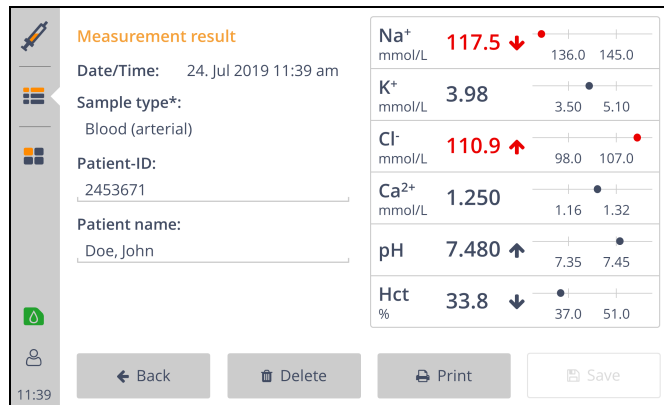 Measurement result
Date/Time: 24. Jul 2019 11:39 am
Sample type*:
Blood (arterial)
Patient-ID:
2453671
Patient name:
Doe, John
Na⁺
mmol/L
117.5
136.0 145.0
K⁺
mmol/L
3.98
3.50 5.10
Cl⁻
mmol/L
110.9
98.0 107.0
Ca²⁺
mmol/L
1.250
1.16 1.32
pH
7.480
7.35 7.45
Hct
%
33.8
37.0 51.0
Back
Delete
Print
Save
11:39